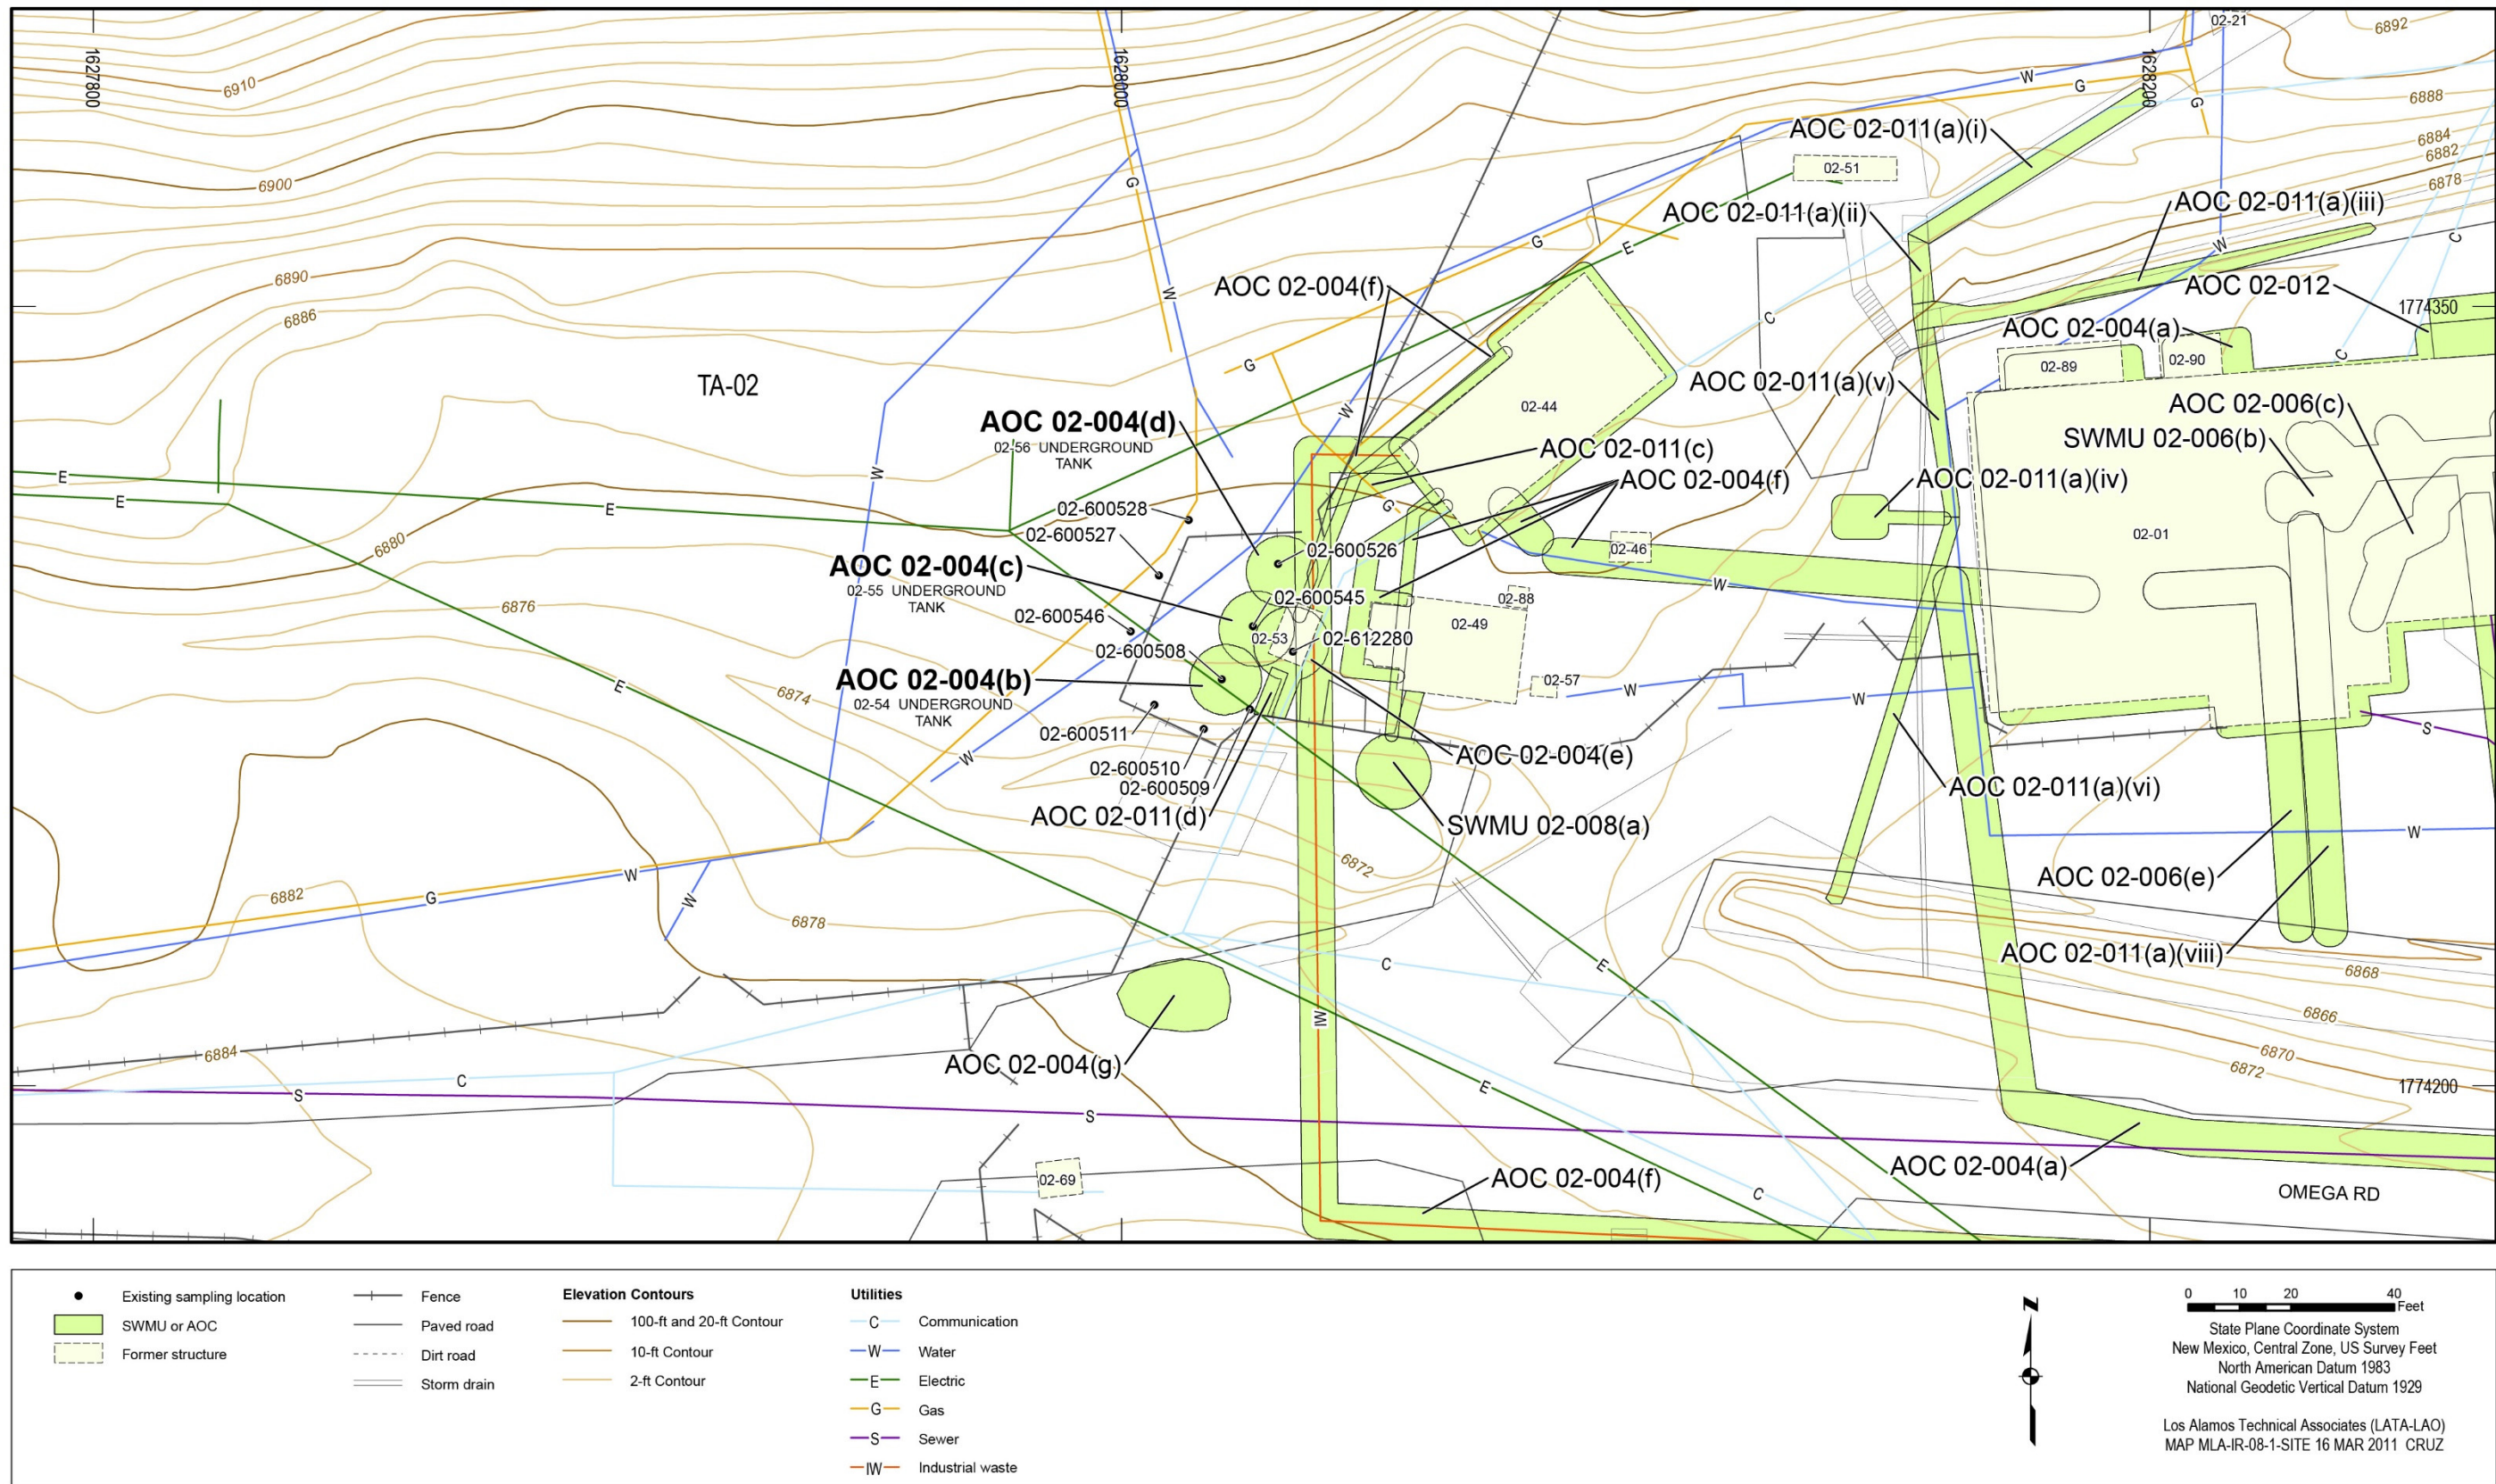 1627800
1628000
1628200
02-21
6892
6910
W
G
G
6888
AOC 02-011(a)(i)
6884
6882
G
02-51
6878
6900
AOC 02-011(a)(ii)
AOC 02-011(a)(iii)
G
E
W
C
6890
W
AOC 02-004(f)
AOC 02-012
1774350
6886
C
AOC 02-004(a)
C
G
02-89
02-90
TA-02
AOC 02-011(a)(v)
W
02-44
AOC 02-006(c)
AOC 02-004(d)
02-56 UNDERGROUND
TANK
SWMU 02-006(b)
AOC 02-011(c)
E
W
AOC 02-004(f)
AOC 02-011(a)(iv)
E
E
02-600528
G
02-600527
02-01
6880
02-600526
02-46
AOC 02-004(c)
02-55 UNDERGROUND
TANK
W
02-600545
02-88
6876
02-600546
02-53
02-612280
02-49
02-600508
AOC 02-004(b)
02-54 UNDERGROUND
TANK
E
6874
02-57
W
W
02-600511
S
W
AOC 02-004(e)
02-600510
02-600509
AOC 02-011(a)(vi)
AOC 02-011(d)
SWMU 02-008(a)
W
6872
W
AOC 02-006(e)
6882
G
W
6878
AOC 02-011(a)(viii)
C
E
6868
IW
6866
6884
AOC 02-004(g)
6870
6872
C
E
1774200
S
S
AOC 02-004(a)
02-69
AOC 02-004(f)
C
OMEGA RD
Existing sampling location
SWMU or AOC
Former structure
Fence
Paved road
Dirt road
Storm drain
Elevation Contours
100-ft and 20-ft Contour
10-ft Contour
2-ft Contour
Utilities
C Communication
W Water
E Electric
G Gas
S Sewer
IW Industrial waste
N
0 10 20 40
Feet
State Plane Coordinate System
New Mexico, Central Zone, US Survey Feet
North American Datum 1983
National Geodetic Vertical Datum 1929
Los Alamos Technical Associates (LATA-LAO)
MAP MLA-IR-08-1-SITE 16 MAR 2011 CRUZ